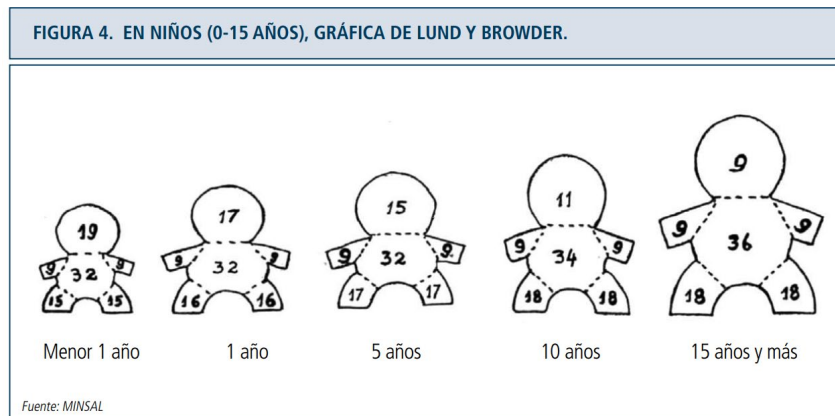 FIGURA 4. EN NIÑOS (0-15 AÑOS), GRÁFICA DE LUND Y BROWDER.
19
9 32 9
15 15
Menor 1 año
17
9 32 9
16 16
1 año
15
9 32 9
17 17
5 años
11
9 34 9
18 18
10 años
9
9 36 9
18 18
15 años y más
Fuente: MINSAL